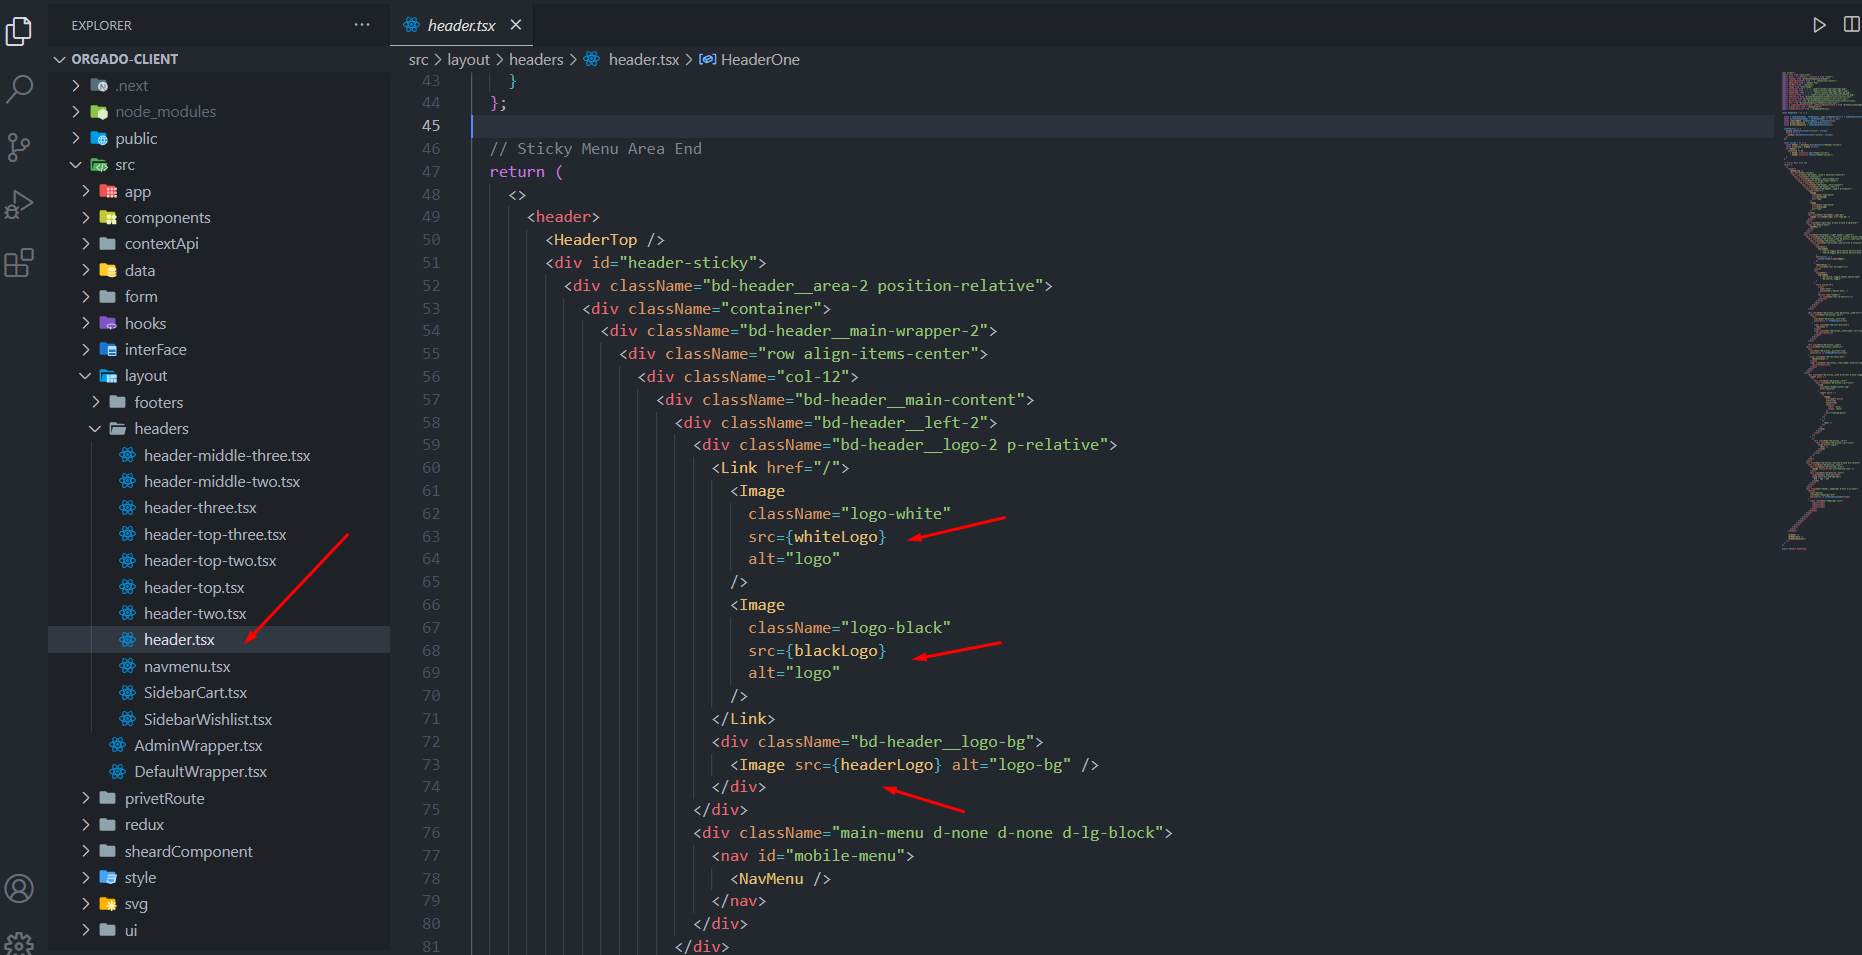 EXPLORER
ORGADO-CLIENT
.next
node_modules
public
src
app
components
contextApi
data
form
hooks
interFace
layout
footers
headers
header-middle-three.tsx
header-middle-two.tsx
header-three.tsx
header-top-three.tsx
header-top-two.tsx
header-top.tsx
header-two.tsx
header.tsx
navmenu.tsx
SidebarCart.tsx
SidebarWishlist.tsx
AdminWrapper.tsx
DefaultWrapper.tsx
privetRoute
redux
sheardComponent
style
svg
ui
header.tsx
src > layout > headers > header.tsx > HeaderOne
43 }
44 };
45
46 // Sticky Menu Area End
47 return (
48 <>
49 <header>
50 <HeaderTop />
51 <div id="header-sticky">
52 <div className="bd-header__area-2 position-relative">
53 <div className="container">
54 <div className="bd-header__main-wrapper-2">
55 <div className="row align-items-center">
56 <div className="col-12">
57 <div className="bd-header__main-content">
58 <div className="bd-header__left-2">
59 <div className="bd-header__logo-2 p-relative">
60 <Link href="/">
61 <Image
62 className="logo-white"
63 src={whiteLogo}
64 alt="logo"
65 />
66 <Image
67 className="logo-black"
68 src={blackLogo}
69 alt="logo"
70 />
71 </Link>
72 <div className="bd-header__logo-bg">
73 <Image src={headerLogo} alt="logo-bg" />
74 </div>
75 </div>
76 <div className="main-menu d-none d-none d-lg-block">
77 <nav id="mobile-menu">
78 <NavMenu />
79 </nav>
80 </div>
81 </div>